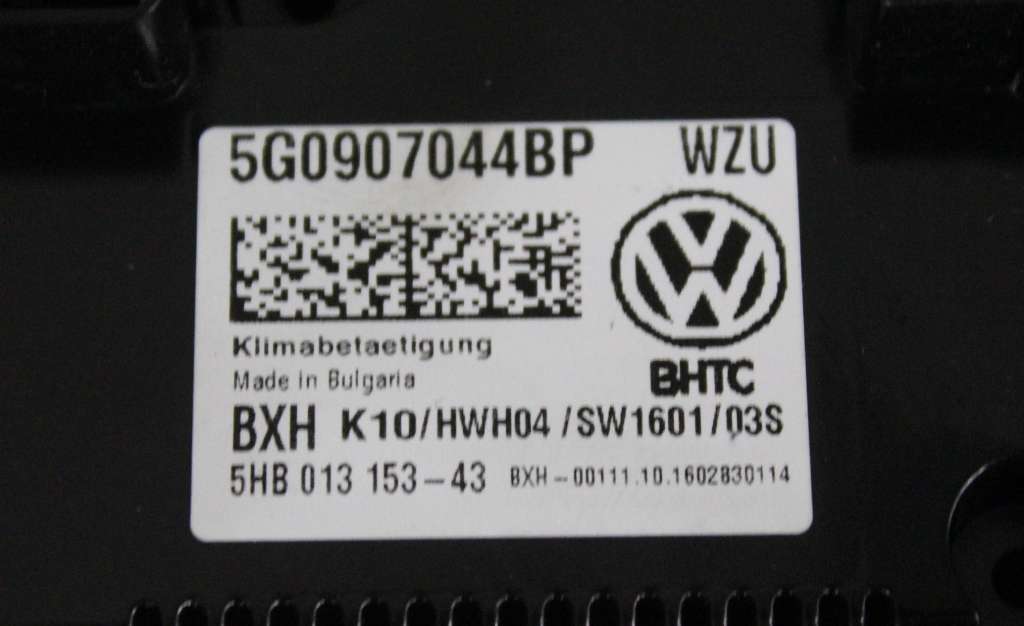 5G0907044BP WZU
Klimabetaetigung
Made in Bulgaria
BHTC
BXH K10/HWH04 /SW1601/03S
5HB 013 153-43 BXH-00111.10.1602830114